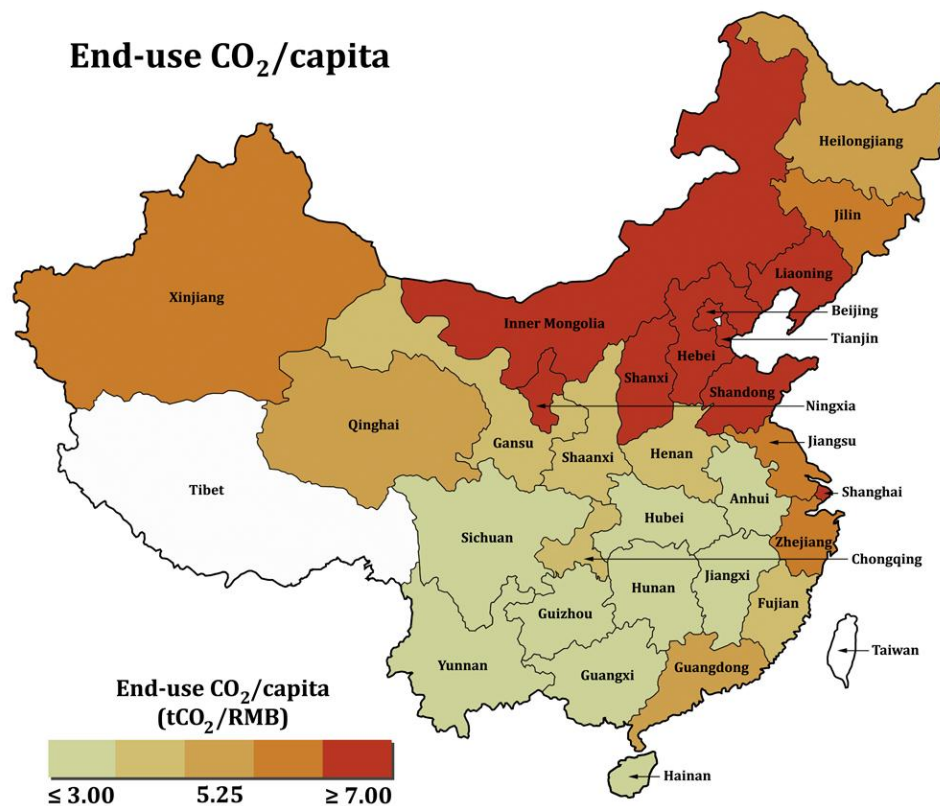 End-use CO₂/capita
Heilongjiang
Jilin
Liaoning
Xinjiang
Beijing
Inner Mongolia
Tianjin
Hebei
Shanxi
Shandong
Ningxia
Qinghai
Jiangsu
Gansu
Henan
Shaanxi
Tibet
Shanghai
Anhui
Hubei
Sichuan
Zhejiang
Chongqing
Jiangxi
Hunan
Fujian
Guizhou
Taiwan
Yunnan
Guangdong
Guangxi
End-use CO₂/capita
(tCO₂/RMB)
Hainan
≤ 3.00 5.25 ≥ 7.00